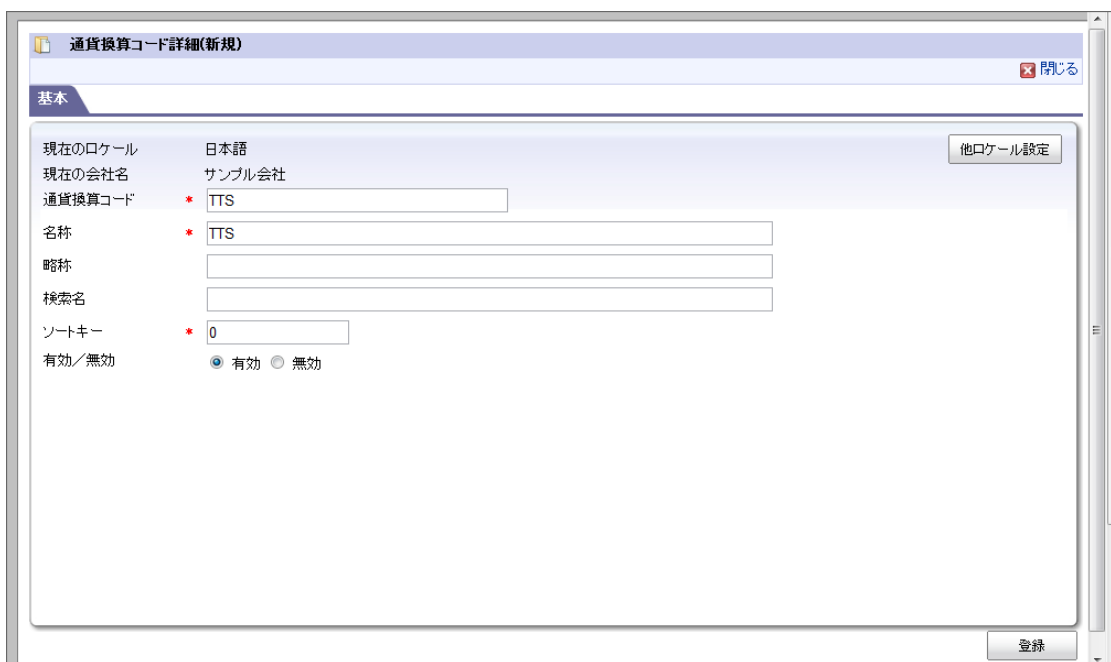 通貨換算コード詳細(新規)
閉じる
基本
現在のロケール 日本語 他ロケール設定
現在の会社名 サンプル会社
通貨換算コード * TTS
名称 * TTS
略称
検索名
ソートキー * 0
有効／無効 有効 無効
登録